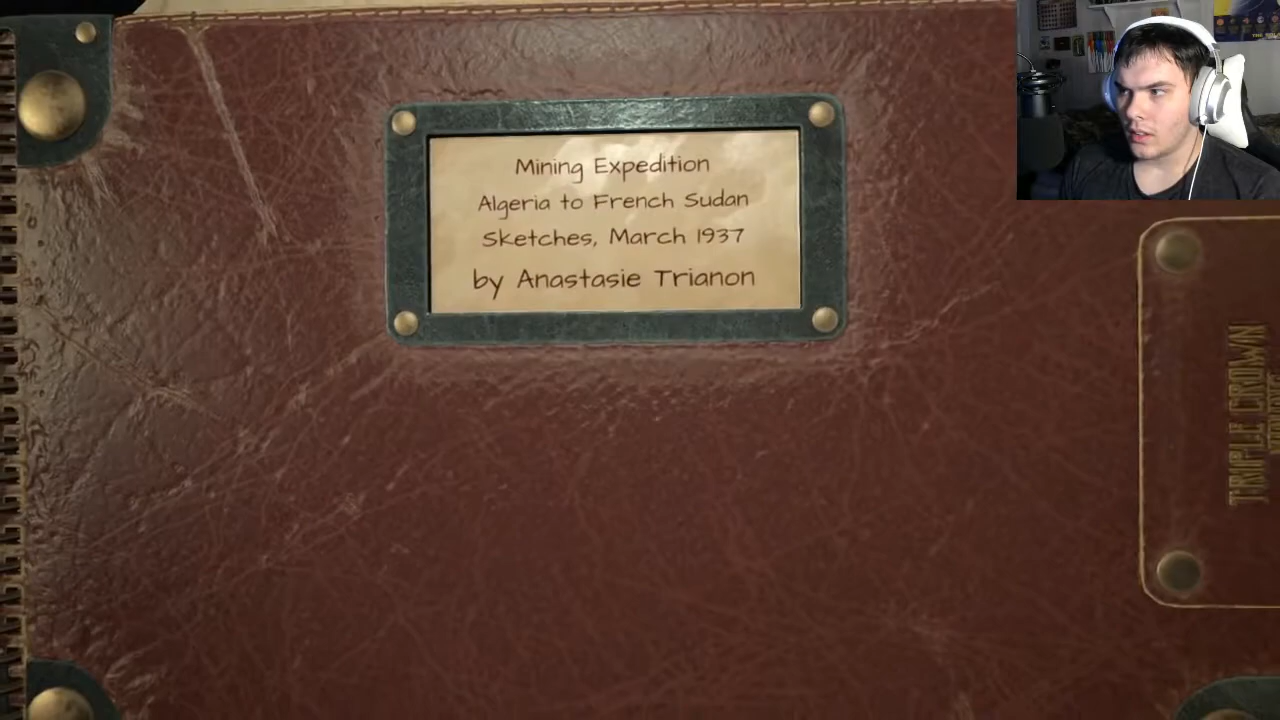 Mining Expedition
Algeria to French Sudan
Sketches, March 1937
by Anastasie Trianon
TRIPLE CROWN